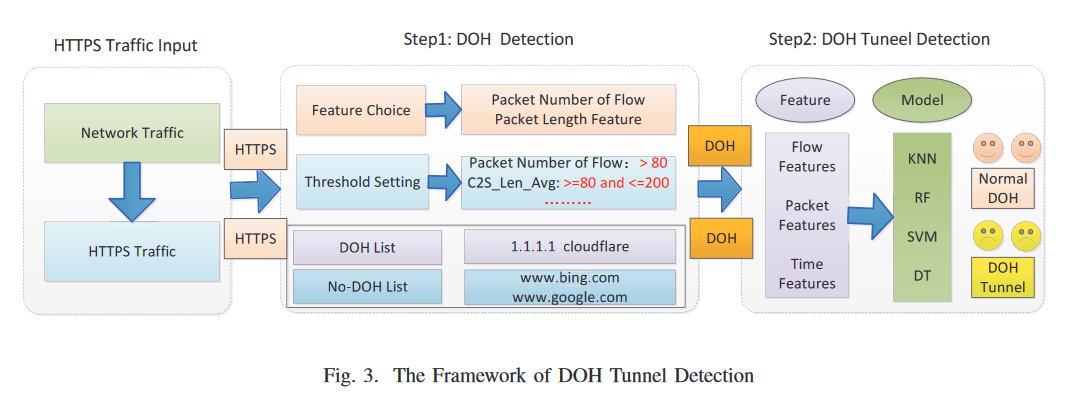 HTTPS Traffic Input
Network Traffic
HTTPS Traffic
HTTPS
HTTPS
Step1: DOH Detection
Feature Choice
Packet Number of Flow
Packet Length Feature
Threshold Setting
Packet Number of Flow： > 80
C2S_Len_Avg: >=80 and <=200
………
DOH List
1.1.1.1 cloudflare
No-DOH List
www.bing.com
www.google.com
DOH
DOH
Step2: DOH Tuneel Detection
Feature
Model
Flow
Features
Packet
Features
Time
Features
KNN
RF
SVM
DT
Normal
DOH
DOH
Tunnel
Fig. 3. The Framework of DOH Tunnel Detection